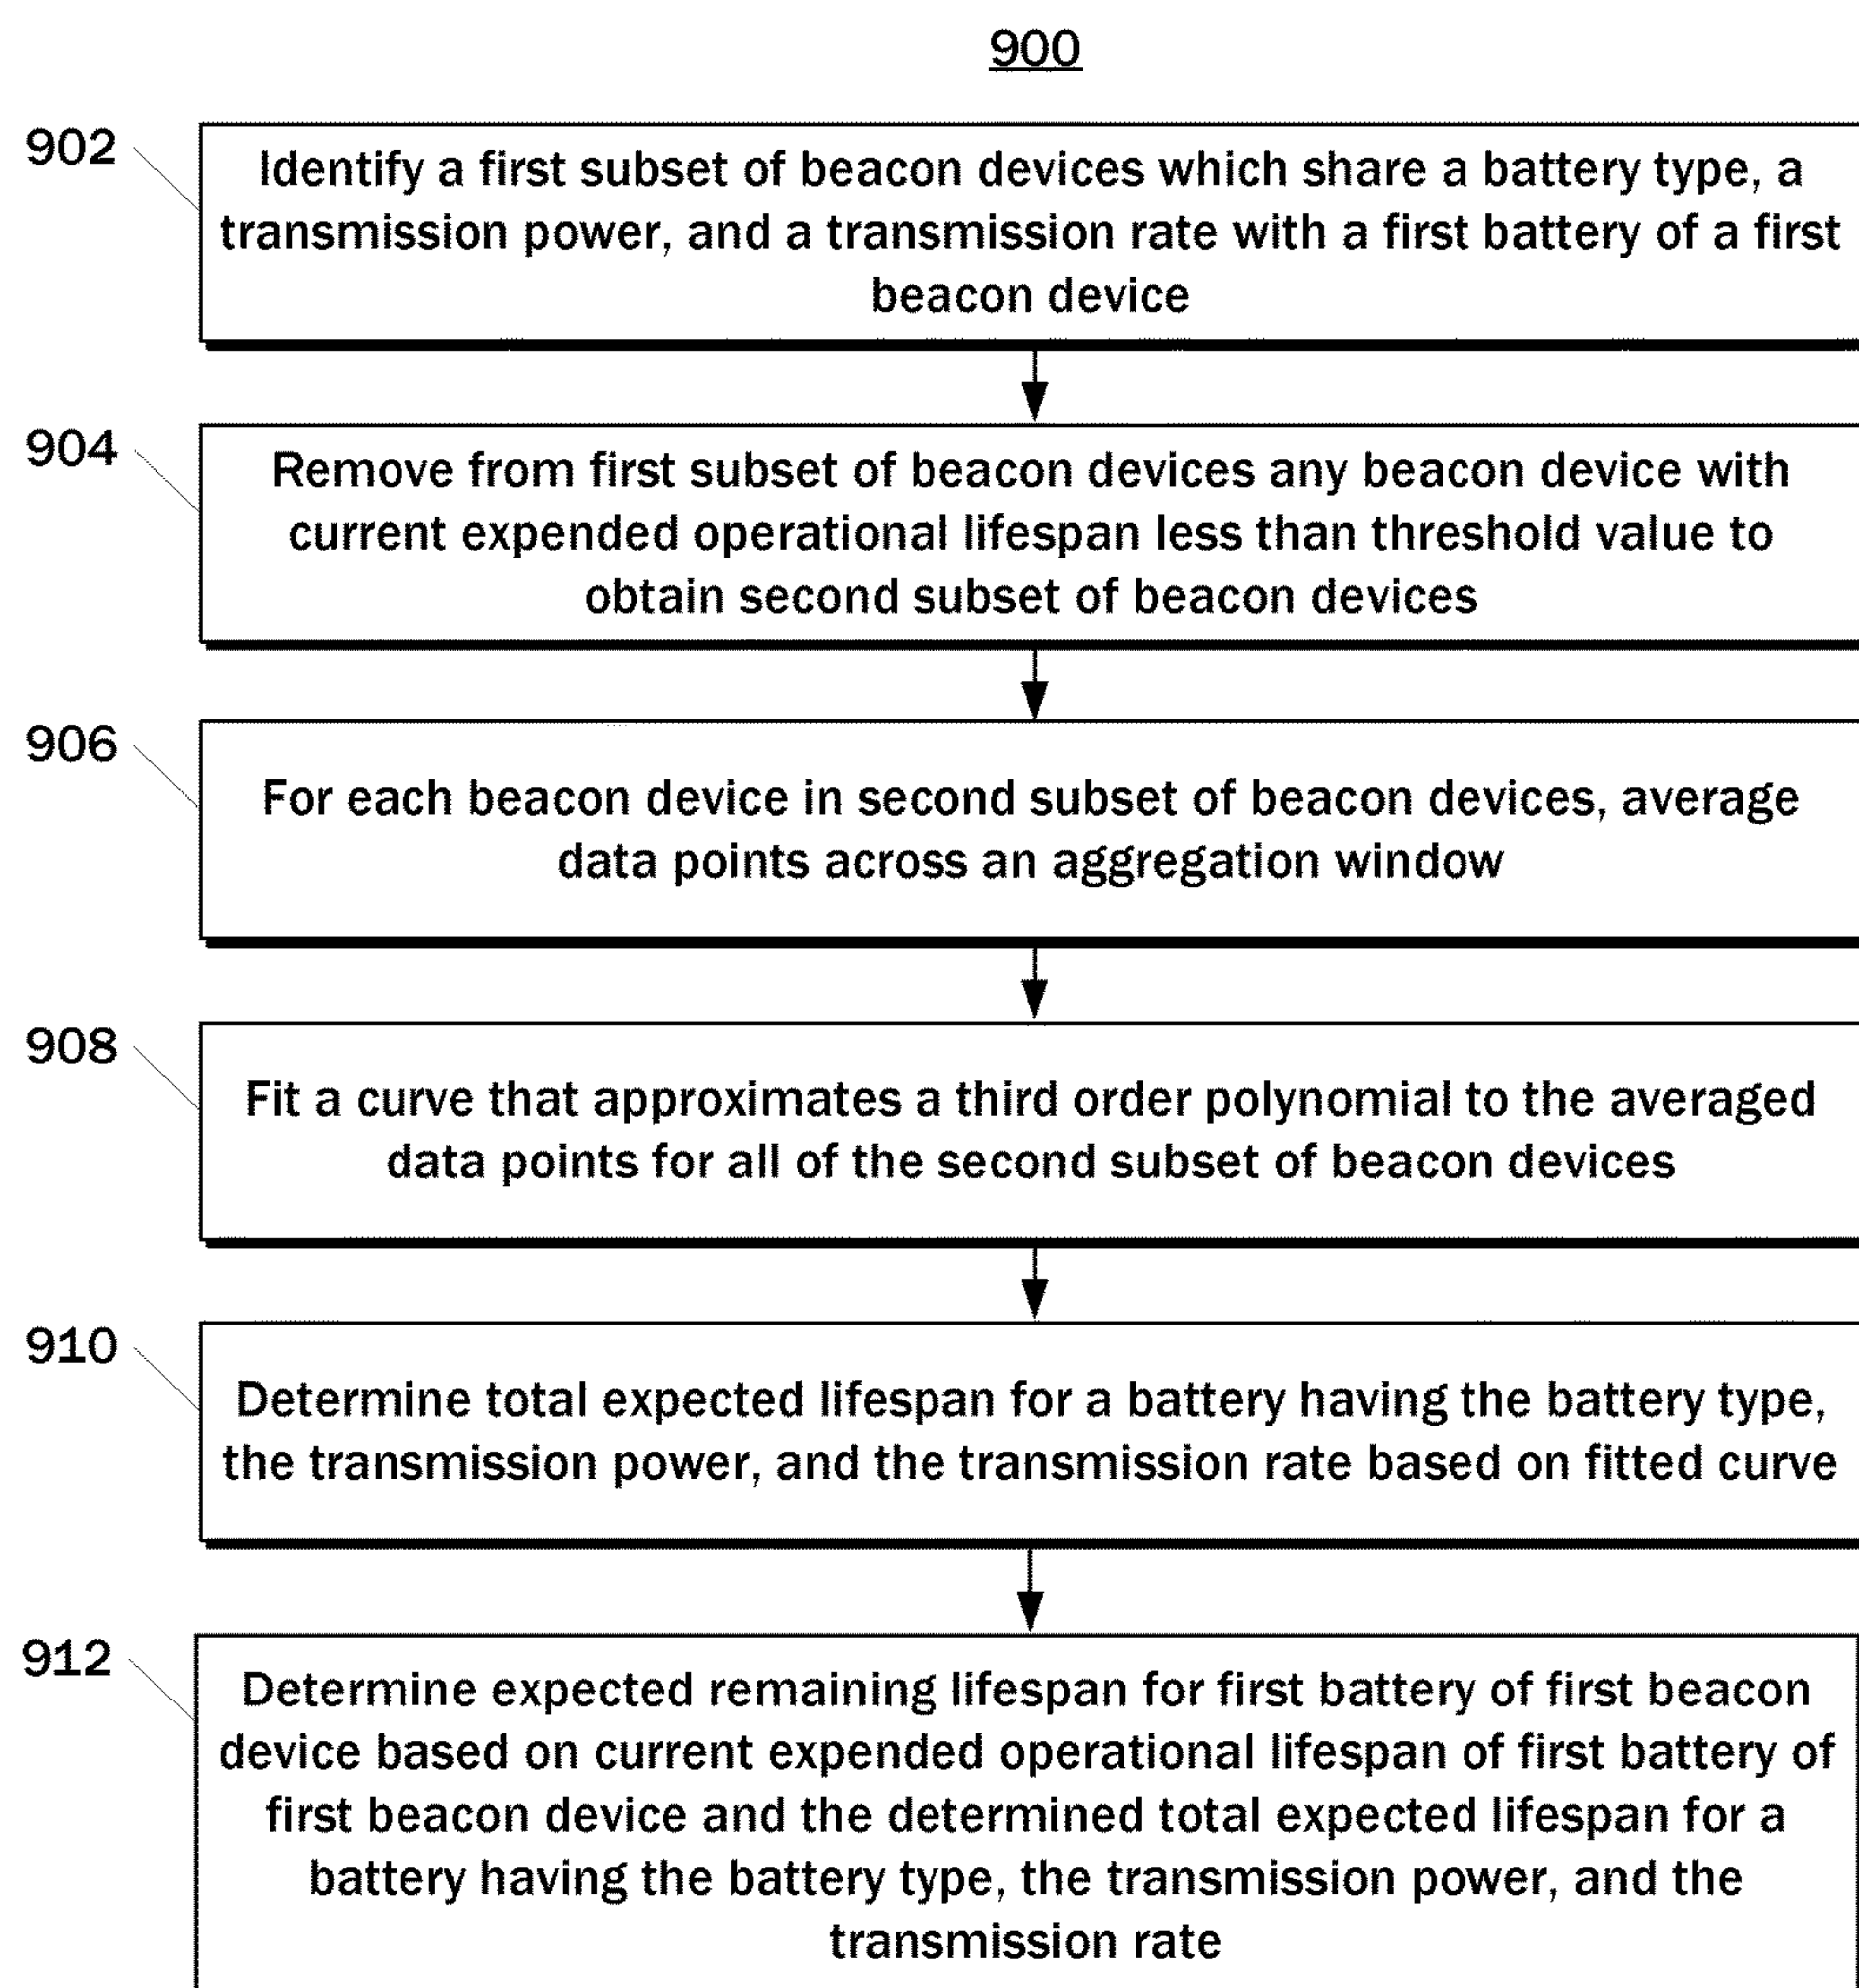 900
902
Identify a first subset of beacon devices which share a battery type, a
transmission power, and a transmission rate with a first battery of a first
beacon device
904
Remove from first subset of beacon devices any beacon device with
current expended operational lifespan less than threshold value to
obtain second subset of beacon devices
906
For each beacon device in second subset of beacon devices, average
data points across an aggregation window
908
Fit a curve that approximates a third order polynomial to the averaged
data points for all of the second subset of beacon devices
910
Determine total expected lifespan for a battery having the battery type,
the transmission power, and the transmission rate based on fitted curve
912
Determine expected remaining lifespan for first battery of first beacon
device based on current expended operational lifespan of first battery of
first beacon device and the determined total expected lifespan for a
battery having the battery type, the transmission power, and the
transmission rate